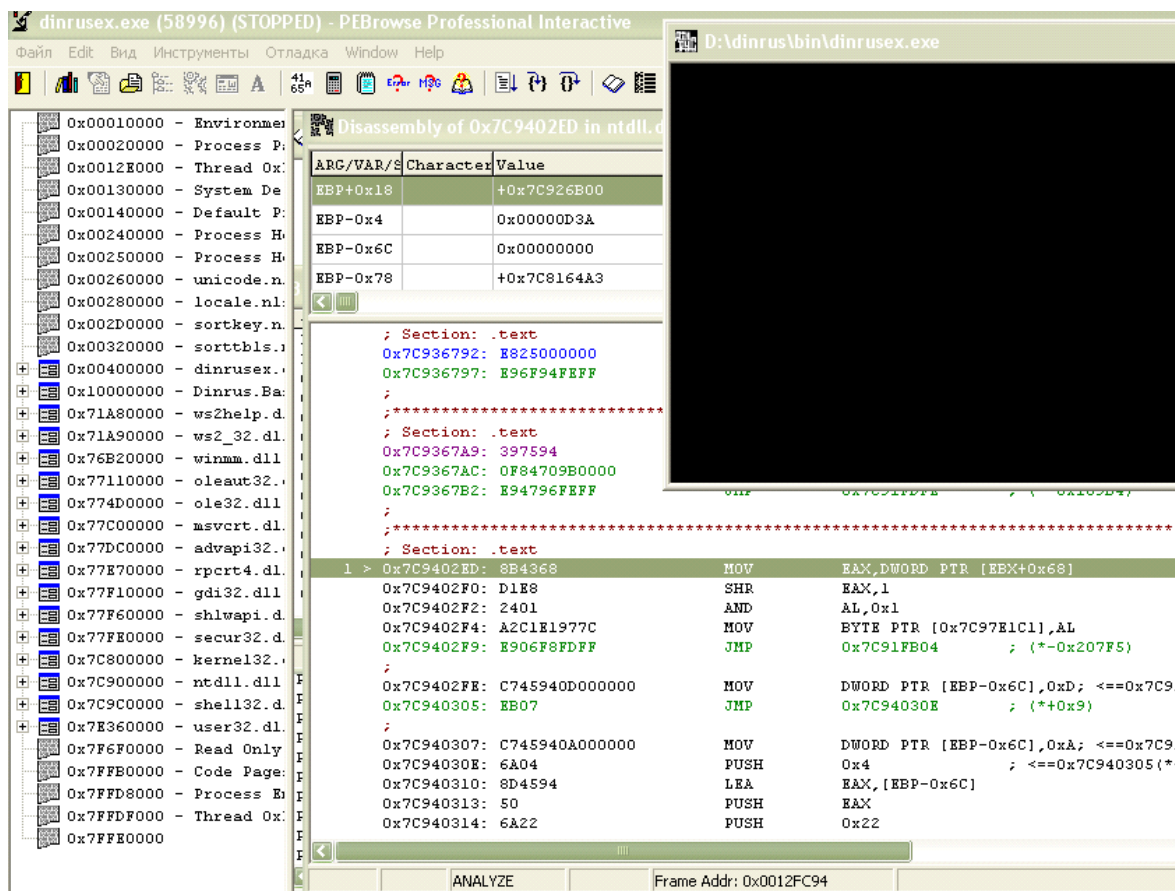 dinrusex.exe (58996) (STOPPED) - PEBrowse Professional Interactive
Файл Edit Вид Инструменты Отладка Window Help
D:\dinrus\bin\dinrusex.exe
0x00010000 - Environme
0x00020000 - Process P
0x0012E000 - Thread 0x
0x00130000 - System De
0x00140000 - Default P
0x00240000 - Process H
0x00250000 - Process H
0x00260000 - unicode.n
0x00280000 - locale.nl
0x002D0000 - sortkey.n
0x00320000 - sorttbls.
0x00400000 - dinrusex.
0x10000000 - Dinrus.Ba
0x71A80000 - ws2help.d
0x71A90000 - ws2_32.dl
0x76B20000 - winmm.dll
0x77110000 - oleaut32.
0x774D0000 - ole32.dll
0x77C00000 - msvcrt.dl
0x77DC0000 - advapi32.
0x77E70000 - rpcrt4.dl
0x77F10000 - gdi32.dll
0x77F60000 - shlwapi.d
0x77FE0000 - secur32.d
0x7C800000 - kernel32.
0x7C900000 - ntdll.dll
0x7C9C0000 - shell32.d
0x7E360000 - user32.dl
0x7F6F0000 - Read Only
0x7FFB0000 - Code Page
0x7FFD8000 - Process E
0x7FFDF000 - Thread 0x
0x7FFE0000
Disassembly of 0x7C9402ED in ntdll.d
ARG/VAR/S Character Value
EBP+0x18 +0x7C926B00
EBP-0x4 0x00000D3A
EBP-0x6C 0x00000000
EBP-0x78 +0x7C8164A3
; Section: .text
0x7C936792: E825000000
0x7C936797: E96F94FEFF
;
; Section: .text
0x7C9367A9: 397594
0x7C9367AC: 0F84709B0000
0x7C9367B2: E94796FEFF
;
; Section: .text
1 > 0x7C9402ED: 8B4368 MOV EAX,DWORD PTR [EBX+0x68]
0x7C9402F0: D1E8 SHR EAX,1
0x7C9402F2: 2401 AND AL,0x1
0x7C9402F4: A2C1E1977C MOV BYTE PTR [0x7C97E1C1],AL
0x7C9402F9: E906F8FDFF JMP 0x7C91FB04 ; (*-0x207F5)
;
0x7C9402FE: C745940D000000 MOV DWORD PTR [EBP-0x6C],0xD; <==0x7C9
0x7C940305: EB07 JMP 0x7C94030E ; (*+0x9)
;
0x7C940307: C745940A000000 MOV DWORD PTR [EBP-0x6C],0xA; <==0x7C9
0x7C94030E: 6A04 PUSH 0x4 ; <==0x7C940305(*
0x7C940310: 8D4594 LEA EAX,[EBP-0x6C]
0x7C940313: 50 PUSH EAX
0x7C940314: 6A22 PUSH 0x22
ANALYZE Frame Addr: 0x0012FC94